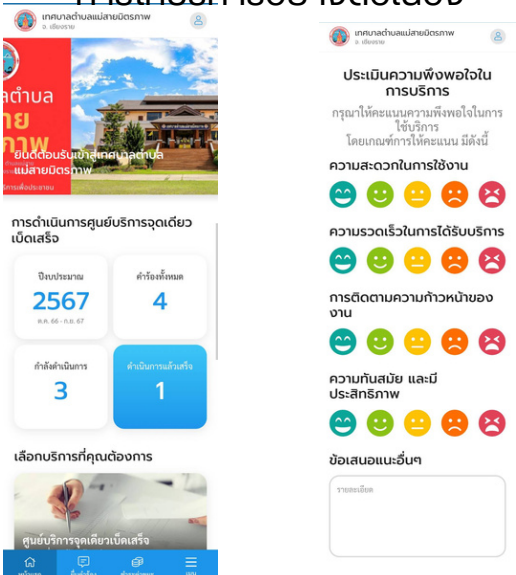 เทศบาลตำบลแม่สายมิตรภาพ
จ. เชียงราย
ลตำบล
าย
ภาพ
ยินดีต้อนรับเข้าสู่เทศบาลตำบล
แม่สายมิตรภาพ
การดำเนินการศูนย์บริการจุดเดียว
เบ็ดเสร็จ
ปีงบประมาณ
2567
ต.ค. 66 - ก.ย. 67
คำร้องทั้งหมด
4
กำลังดำเนินการ
3
ดำเนินการแล้วเสร็จ
1
เลือกบริการที่คุณต้องการ
ศูนย์บริการจุดเดียวเบ็ดเสร็จ
เทศบาลตำบลแม่สายมิตรภาพ
จ. เชียงราย
ประเมินความพึงพอใจใน
การบริการ
กรุณาให้คะแนนความพึงพอใจในการ
ใช้บริการ
โดยเกณฑ์การให้คะแนน มีดังนี้
ความสะดวกในการใช้งาน
ความรวดเร็วในการได้รับบริการ
การติดตามความก้าวหน้าของ
งาน
ความทันสมัย และมี
ประสิทธิภาพ
ข้อเสนอแนะอื่นๆ
รายละเอียด